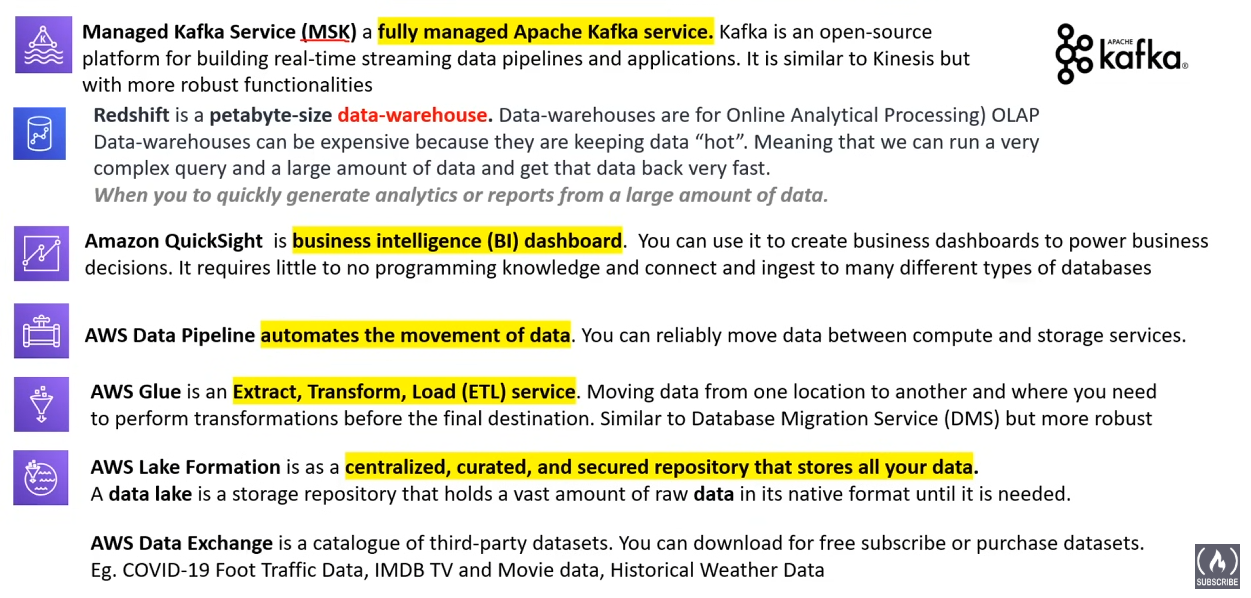 Managed Kafka Service (MSK) a fully managed Apache Kafka service. Kafka is an open-source
platform for building real-time streaming data pipelines and applications. It is similar to Kinesis but
with more robust functionalities
APACHE
kafka®
Redshift is a petabyte-size data-warehouse. Data-warehouses are for Online Analytical Processing) OLAP
Data-warehouses can be expensive because they are keeping data “hot”. Meaning that we can run a very
complex query and a large amount of data and get that data back very fast.
When you to quickly generate analytics or reports from a large amount of data.
Amazon QuickSight is business intelligence (BI) dashboard. You can use it to create business dashboards to power business
decisions. It requires little to no programming knowledge and connect and ingest to many different types of databases
AWS Data Pipeline automates the movement of data. You can reliably move data between compute and storage services.
AWS Glue is an Extract, Transform, Load (ETL) service. Moving data from one location to another and where you need
to perform transformations before the final destination. Similar to Database Migration Service (DMS) but more robust
AWS Lake Formation is as a centralized, curated, and secured repository that stores all your data.
A data lake is a storage repository that holds a vast amount of raw data in its native format until it is needed.
AWS Data Exchange is a catalogue of third-party datasets. You can download for free subscribe or purchase datasets.
Eg. COVID-19 Foot Traffic Data, IMDB TV and Movie data, Historical Weather Data
SUBSCRIBE